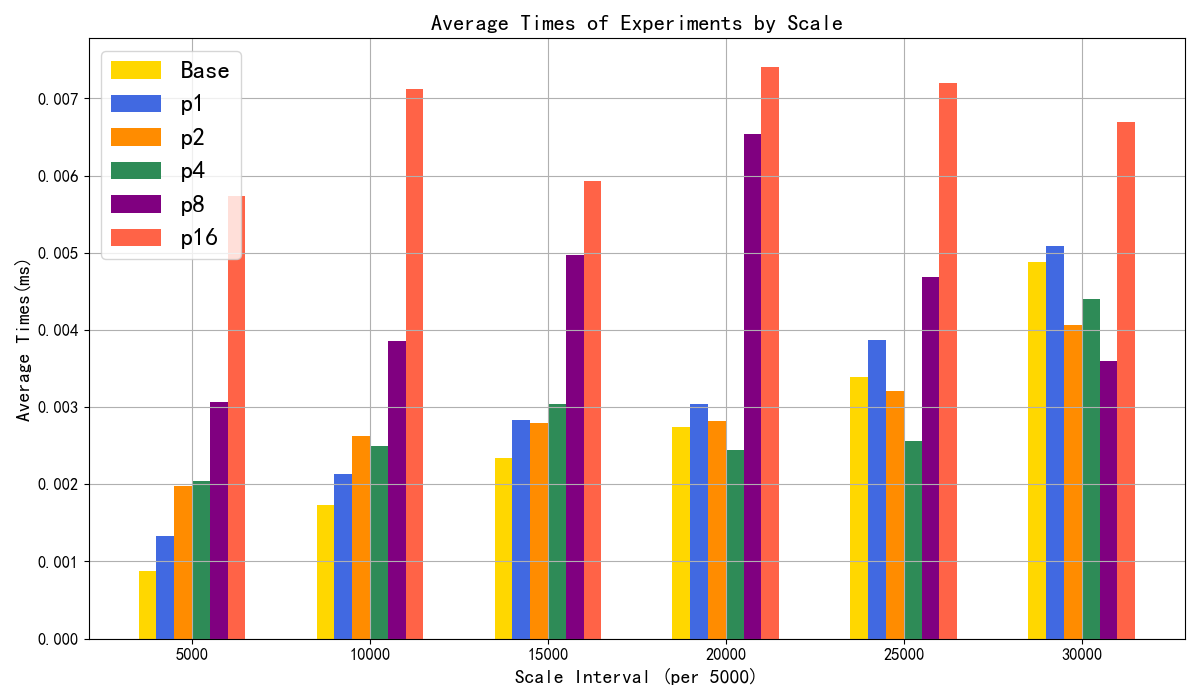 Average Times of Experiments by Scale
Base
p1
p2
p4
p8
p16
0.007
0.006
0.005
0.004
0.003
0.002
0.001
0.000
Average Times(ms)
5000 10000 15000 20000 25000 30000
Scale Interval (per 5000)